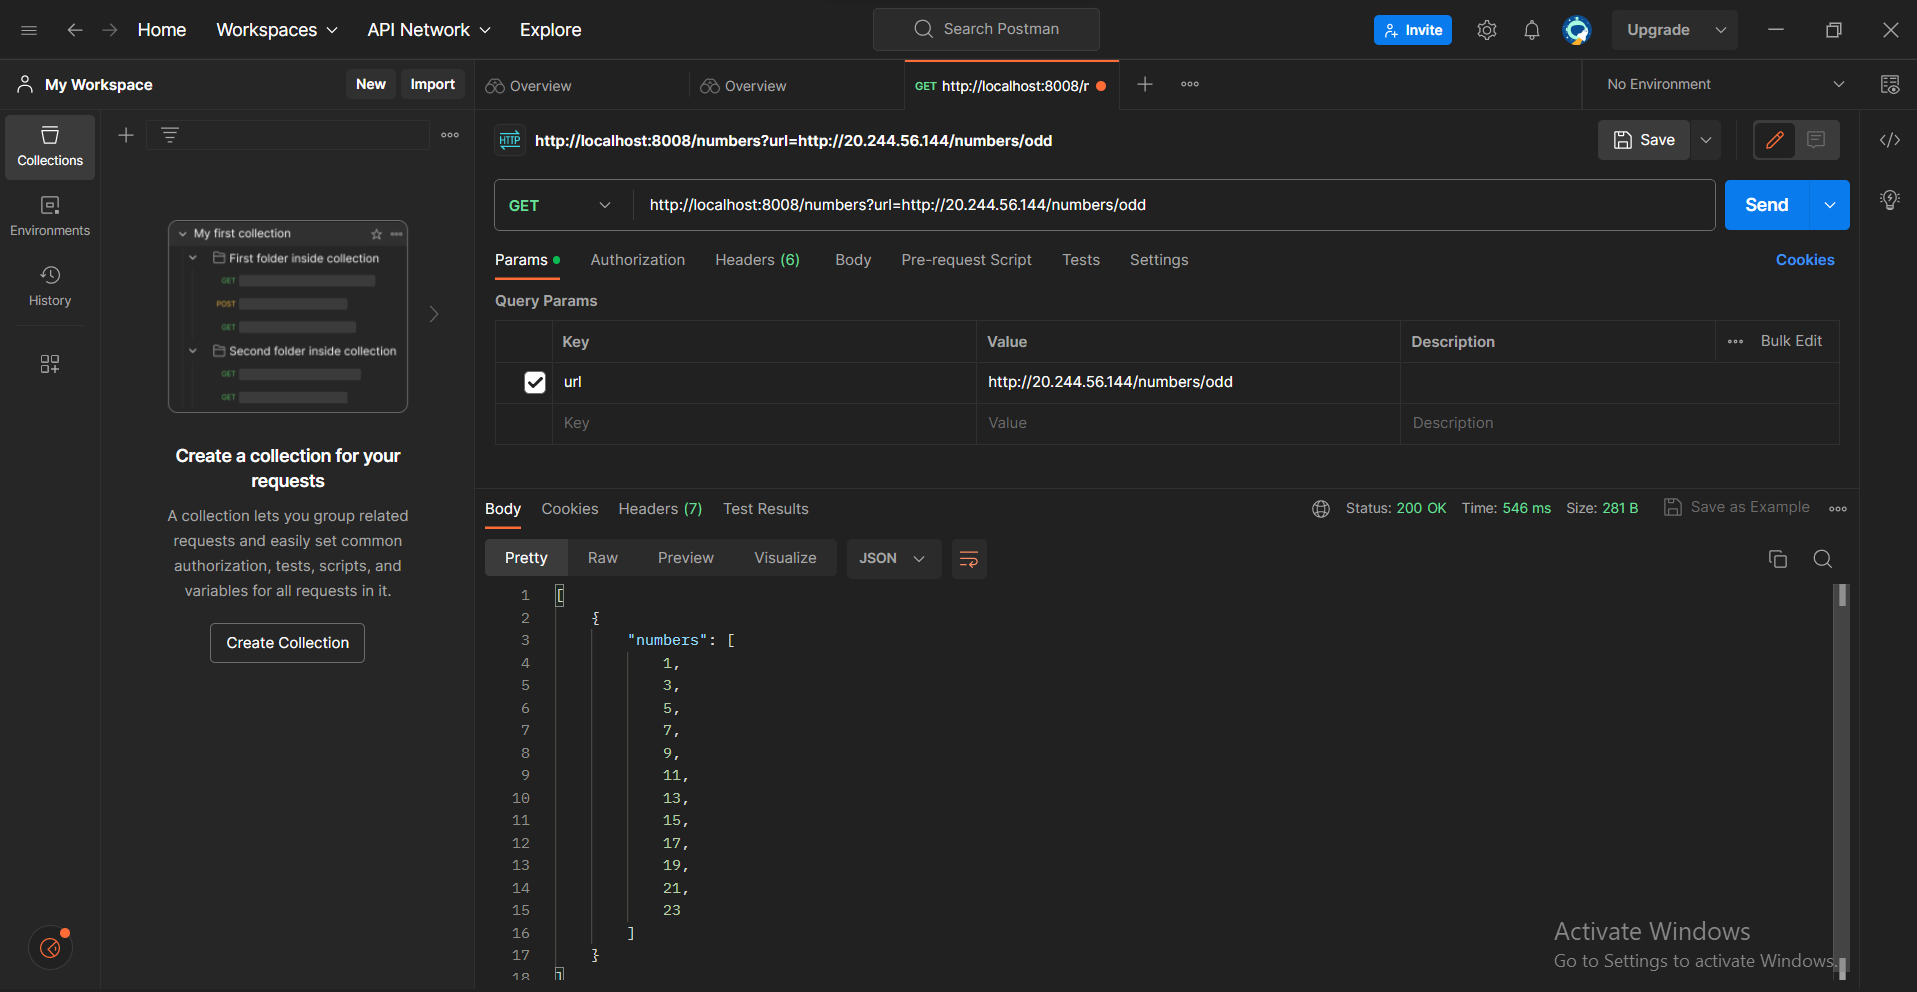 Home Workspaces API Network Explore
Search Postman
Invite
Upgrade
My Workspace
New
Import
Overview
Overview
GET http://localhost:8008/r
No Environment
Collections
Environments
History
My first collection
First folder inside collection
GET
POST
GET
Second folder inside collection
GET
GET
Create a collection for your
requests
A collection lets you group related
requests and easily set common
authorization, tests, scripts, and
variables for all requests in it.
Create Collection
HTTP http://localhost:8008/numbers?url=http://20.244.56.144/numbers/odd
Save
GET http://localhost:8008/numbers?url=http://20.244.56.144/numbers/odd
Send
Params Authorization Headers (6) Body Pre-request Script Tests Settings
Cookies
Query Params
Key Value Description Bulk Edit
url http://20.244.56.144/numbers/odd
Key Value Description
Body Cookies Headers (7) Test Results
Status: 200 OK Time: 546 ms Size: 281 B Save as Example
Pretty Raw Preview Visualize JSON
1 [
2 {
3 "numbers": [
4 1,
5 3,
6 5,
7 7,
8 9,
9 11,
10 13,
11 15,
12 17,
13 19,
14 21,
15 23
16 ]
17 }
18 ]
Activate Windows
Go to Settings to activate Windows.